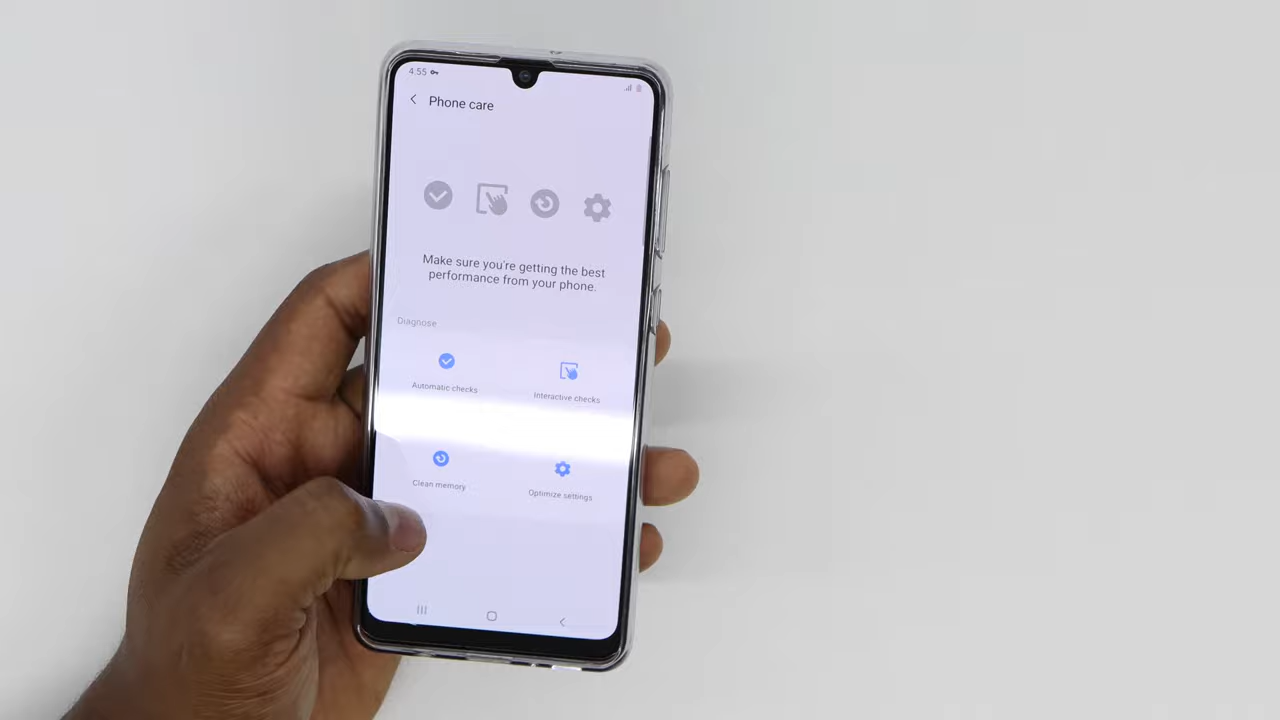 4:55
Phone care
Make sure you're getting the best
performance from your phone.
Diagnose
Automatic checks
Interactive checks
Clean memory
Optimize settings